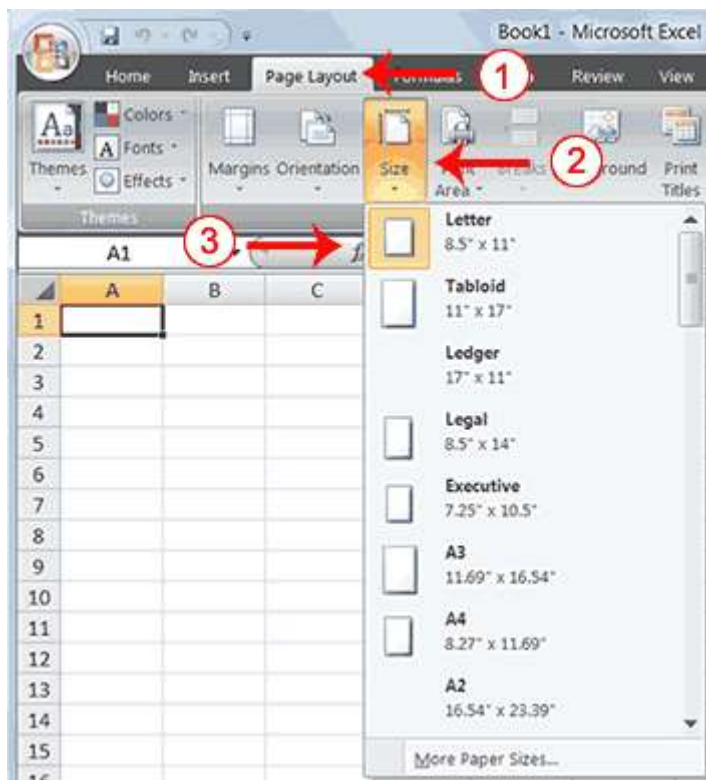 Book1 - Microsoft Excel
Home Insert Page Layout 1 Review View
Colors
Fonts
Effects
Themes Margins Orientation Size 2 Print
Area Titles
Themes
A1 3
Letter
8.5" x 11"
Tabloid
11" x 17"
Ledger
17" x 11"
Legal
8.5" x 14"
Executive
7.25" x 10.5"
A3
11.69" x 16.54"
A4
8.27" x 11.69"
A2
16.54" x 23.39"
More Paper Sizes...
A B C
1
2
3
4
5
6
7
8
9
10
11
12
13
14
15
16